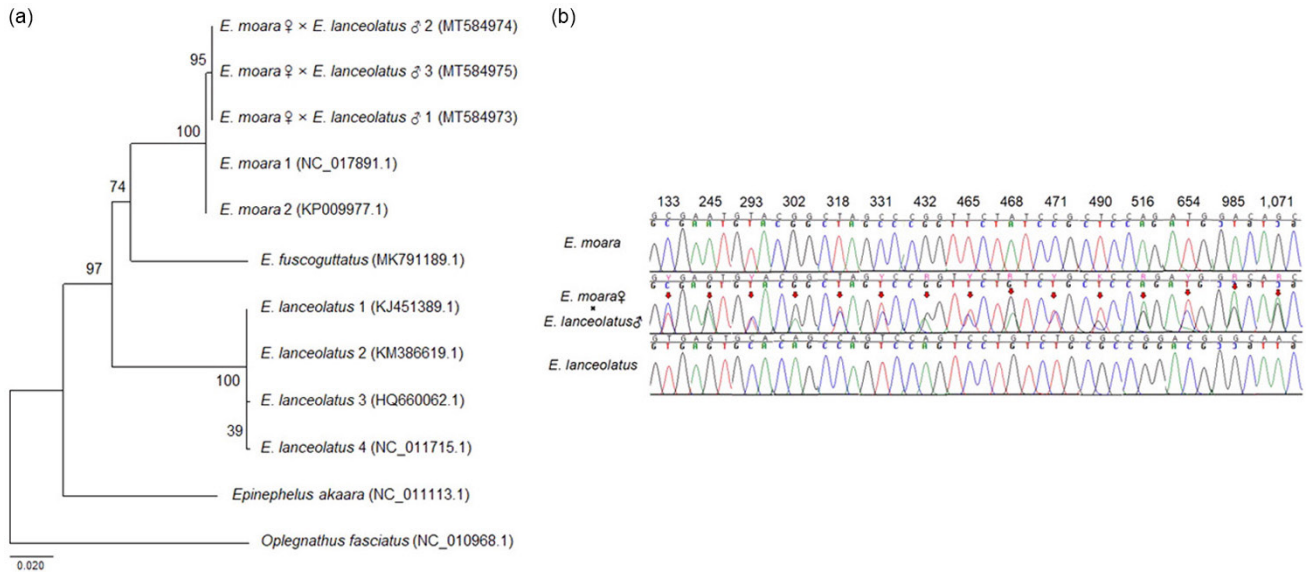 (a)
E. moara ♀ × E. lanceolatus ♂ 2 (MT584974)
95
E. moara ♀ × E. lanceolatus ♂ 3 (MT584975)
E. moara ♀ × E. lanceolatus ♂ 1 (MT584973)
100
E. moara 1 (NC_017891.1)
74
E. moara 2 (KP009977.1)
E. fuscoguttatus (MK791189.1)
97
E. lanceolatus 1 (KJ451389.1)
E. lanceolatus 2 (KM386619.1)
100
E. lanceolatus 3 (HQ660062.1)
39
E. lanceolatus 4 (NC_011715.1)
Epinephelus akaara (NC_011113.1)
Oplegnathus fasciatus (NC_010968.1)
0.020
(b)
133 245 293 302 318 331 432 465 468 471 490 516 654 985 1,071
E. moara
E. moara♀
×
E. lanceolatus♂
E. lanceolatus